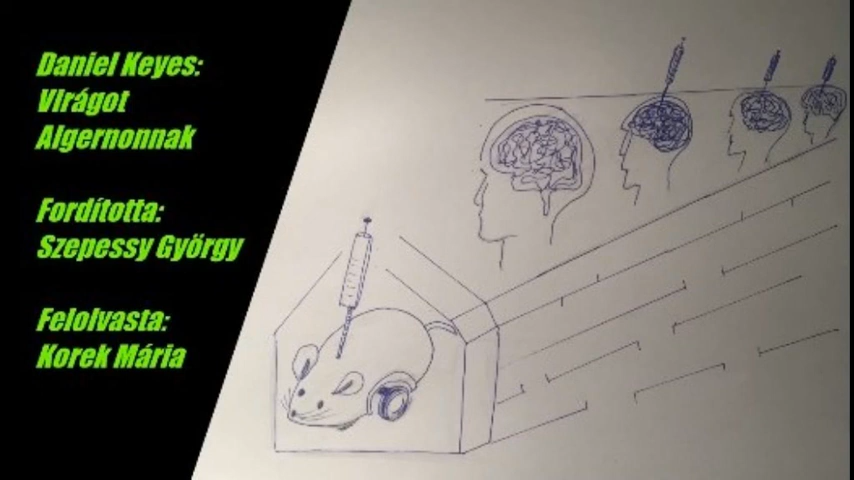 Daniel Keyes:
Virágot
Algernonnak
Fordította:
Szepessy György
Felolvasta:
Korek Mária